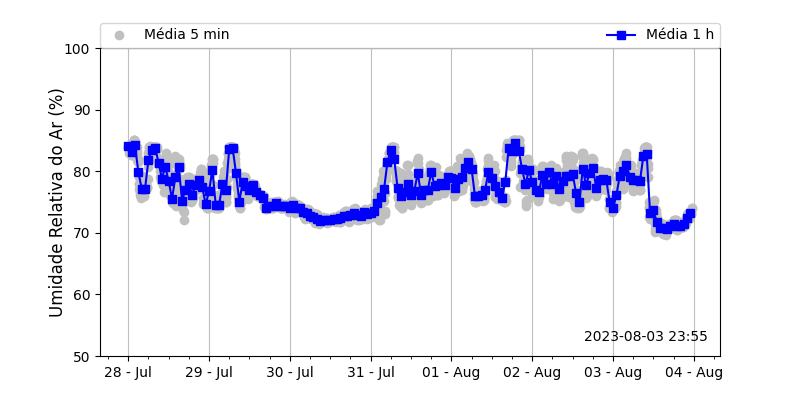 Média 5 min Média 1 h
100
90
80
70
60
50
Umidade Relativa do Ar (%)
2023-08-03 23:55
28 - Jul 29 - Jul 30 - Jul 31 - Jul 01 - Aug 02 - Aug 03 - Aug 04 - Aug